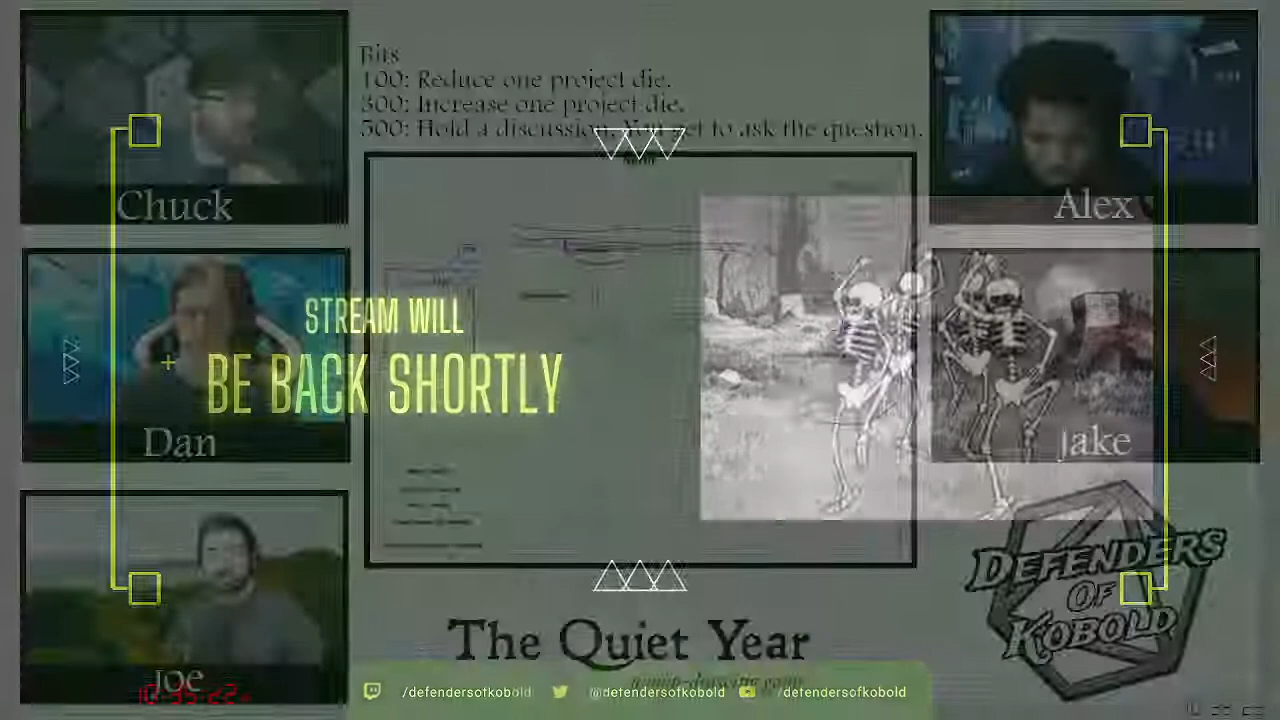 Bits
100: Reduce one project die.
300: Increase one project die.
500: Hold a discussion. You get to ask the question.
Chuck
Alex
STREAM WILL
BE BACK SHORTLY
Dan
Jake
DEFENDERS
OF
KOBOLD
The Quiet Year
Joe
/defendersofkobold
@defendersofkobold
/defendersofkobold